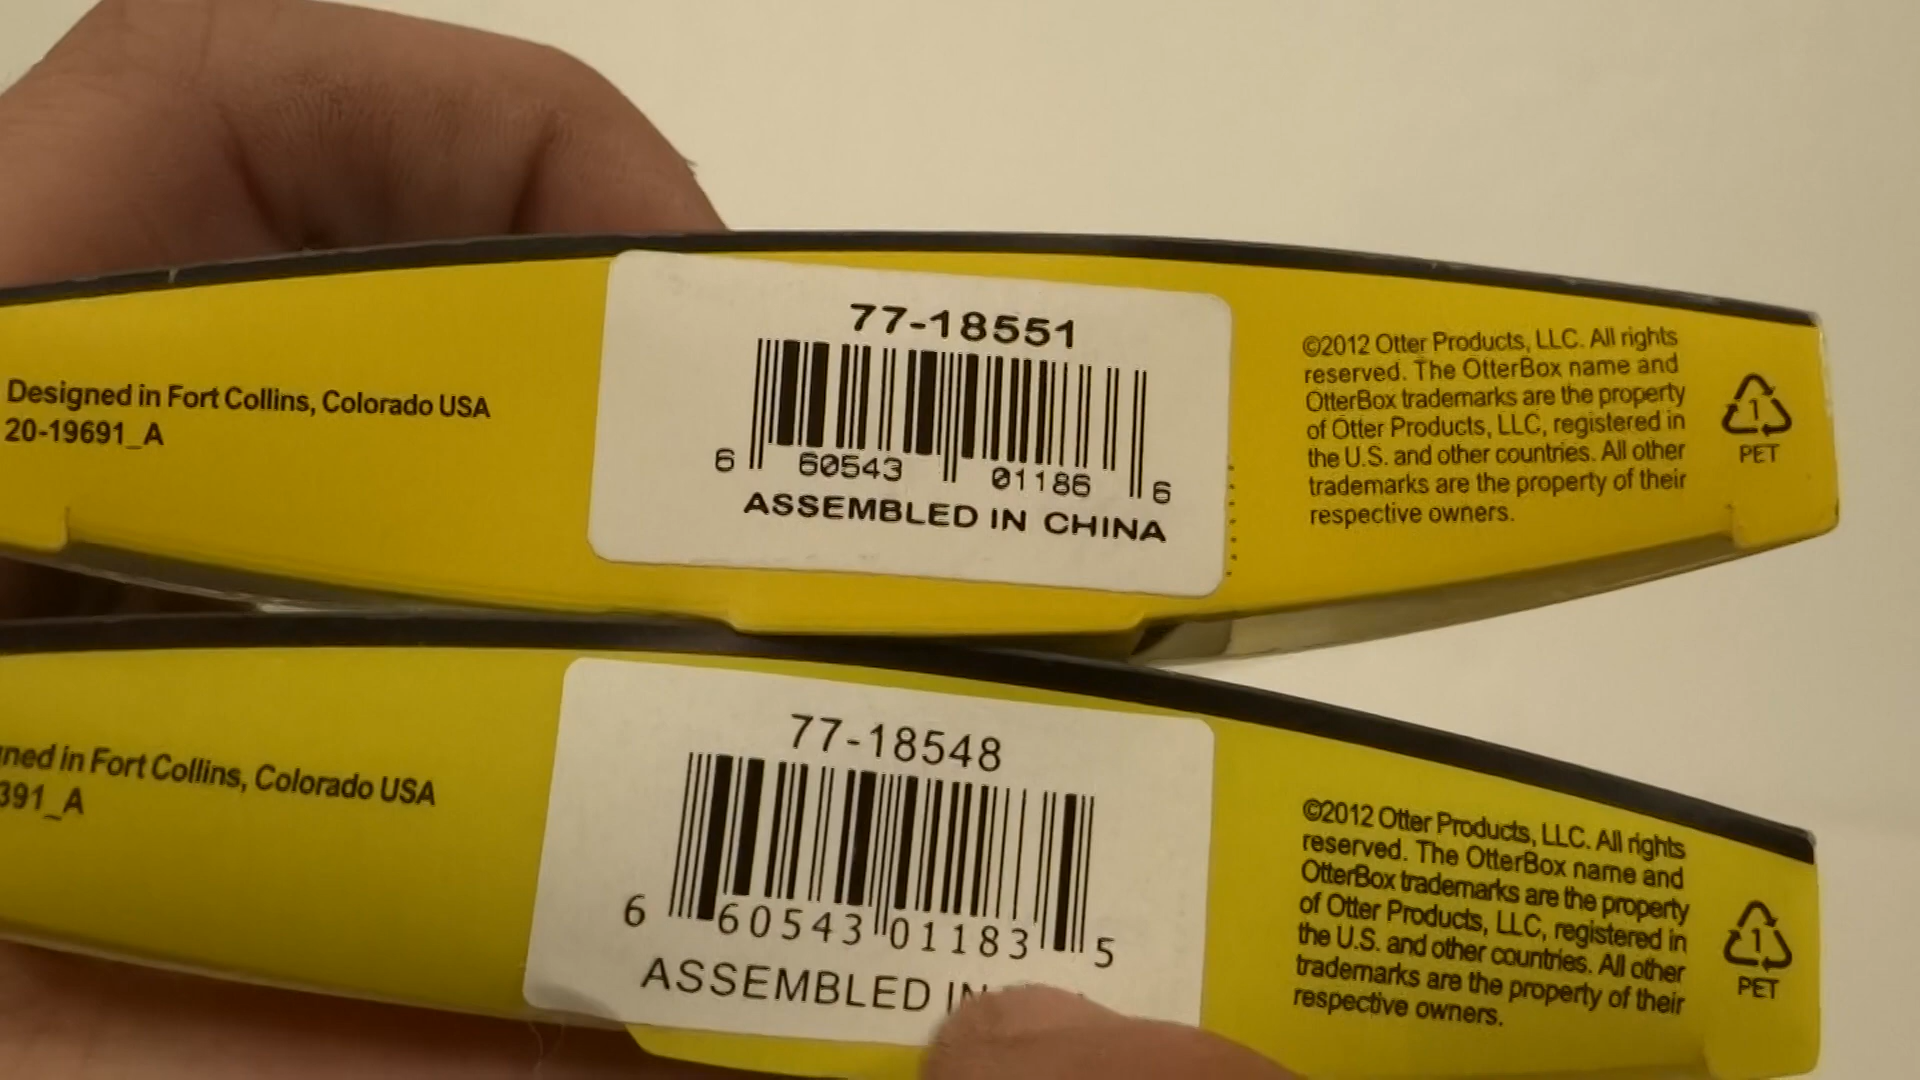 Designed in Fort Collins, Colorado USA
20-19691_A
77-18551
6 60543 01186 6
ASSEMBLED IN CHINA
©2012 Otter Products, LLC. All rights
reserved. The OtterBox name and
OtterBox trademarks are the property
of Otter Products, LLC, registered in
the U.S. and other countries. All other
trademarks are the property of their
respective owners.
1
PET
in Fort Collins, Colorado USA
391_A
77-18548
6 60543 01183 5
ASSEMBLED IN
©2012 Otter Products, LLC. All rights
reserved. The OtterBox name and
OtterBox trademarks are the property
of Otter Products, LLC, registered in
the U.S. and other countries. All other
trademarks are the property of their
respective owners.
1
PET